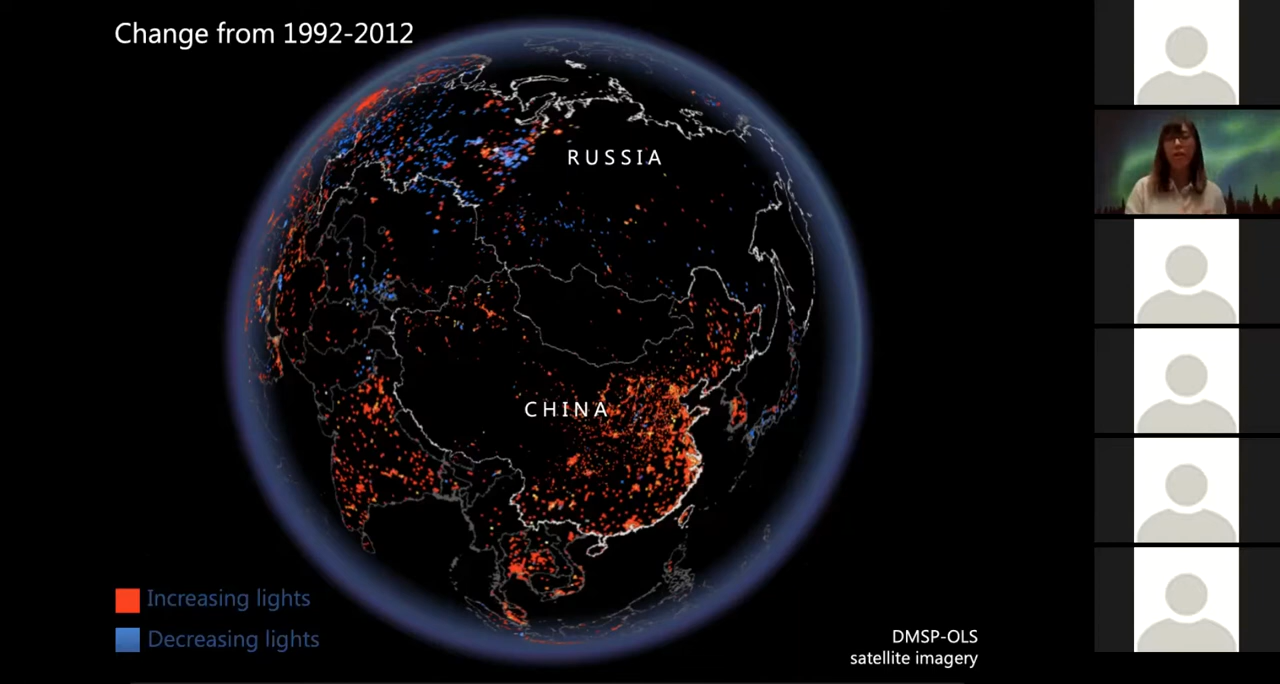 Change from 1992-2012
RUSSIA
CHINA
Increasing lights
Decreasing lights
DMSP-OLS
satellite imagery